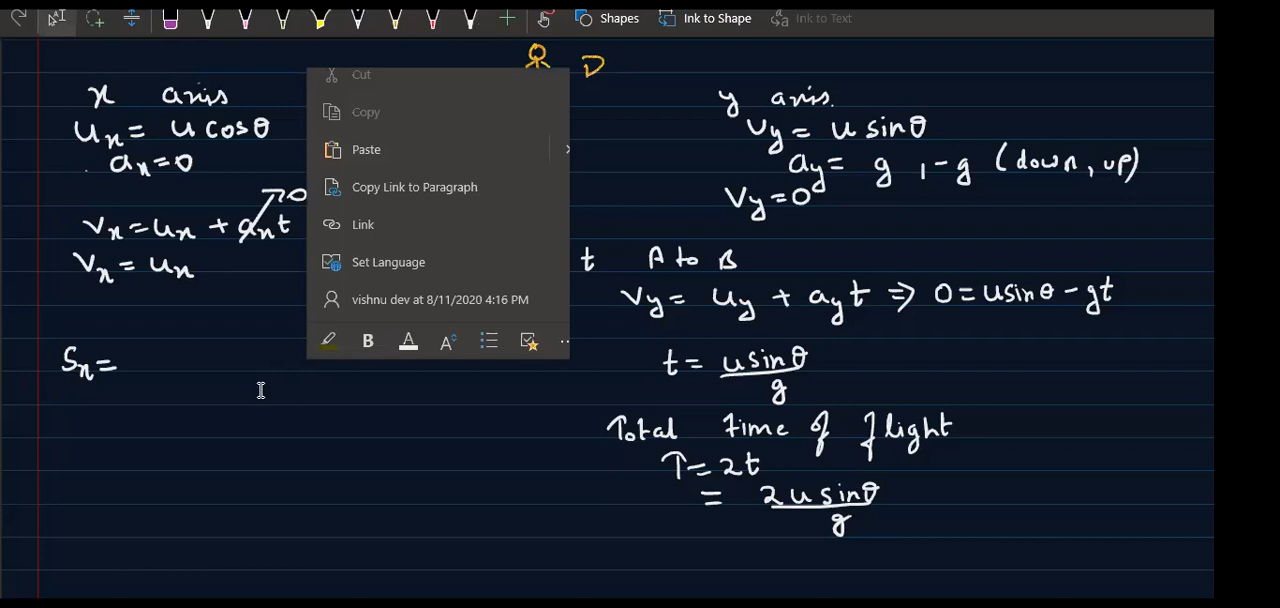 Shapes Ink to Shape Ink to Text
D
x axis
uₓ = u cosθ
aₓ = 0
vₓ = uₓ + aₓt → 0
vₓ = uₓ
Sₓ =
Cut
Copy
Paste
Copy Link to Paragraph
Link
Set Language
vishnu dev at 8/11/2020 4:16 PM
B A A
y axis.
vy = u sinθ
ay = g, -g (down, up)
Vy = 0
t A to B
Vy = uy + ayt ⇒ 0 = usinθ - gt
t = usinθ/g
Total time of flight
T = 2t
= 2usinθ/g